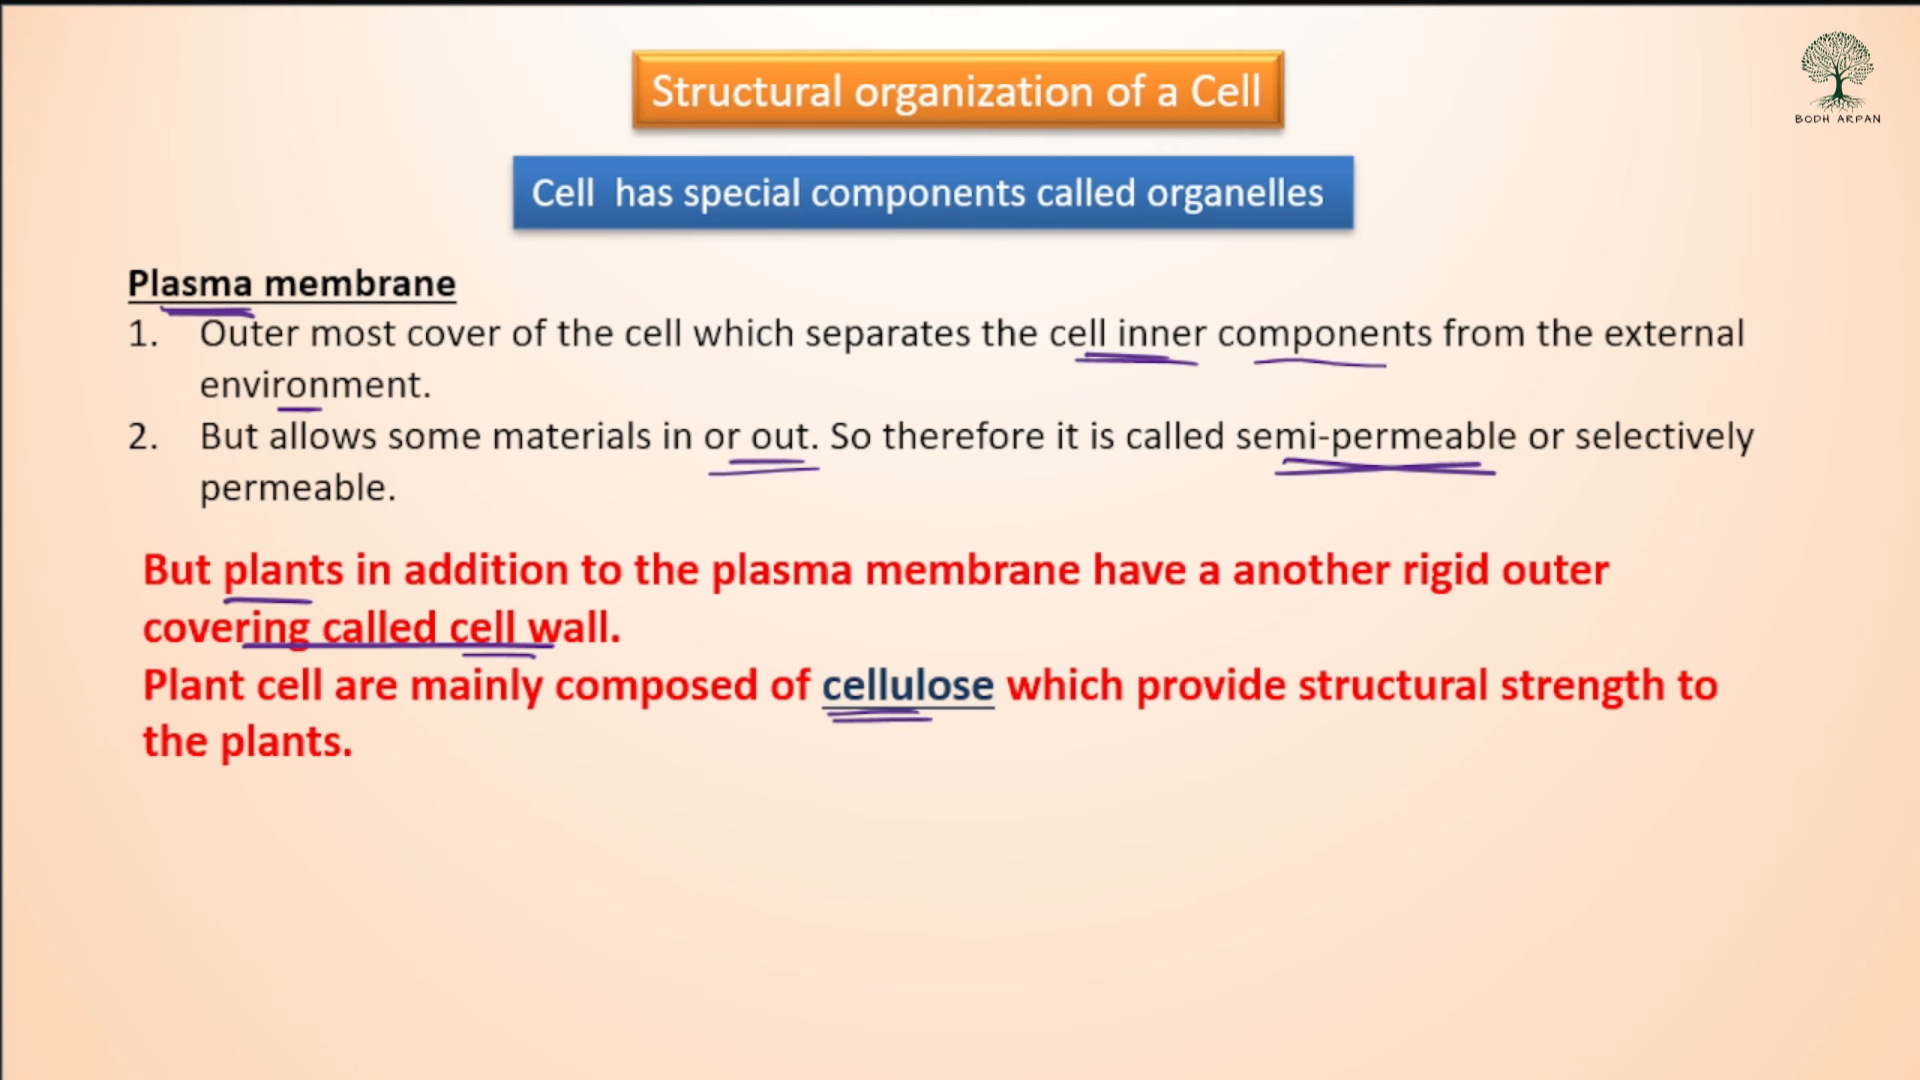 Structural organization of a Cell
BODH ARPAN
Cell has special components called organelles
Plasma membrane
1. Outer most cover of the cell which separates the cell inner components from the external
environment.
2. But allows some materials in or out. So therefore it is called semi-permeable or selectively
permeable.
But plants in addition to the plasma membrane have a another rigid outer
covering called cell wall.
Plant cell are mainly composed of cellulose which provide structural strength to
the plants.